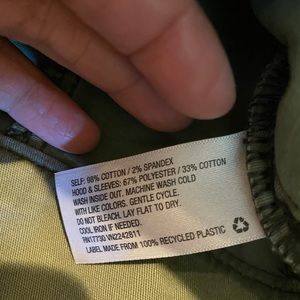 SELF: 98% COTTON / 2% SPANDEX
HOOD & SLEEVES: 67% POLYESTER / 33% COTTON
WASH INSIDE OUT. MACHINE WASH COLD
WITH LIKE COLORS. GENTLE CYCLE.
DO NOT BLEACH. LAY FLAT TO DRY.
COOL IRON IF NEEDED.
RN17730 VN2242811
LABEL MADE FROM 100% RECYCLED PLASTIC